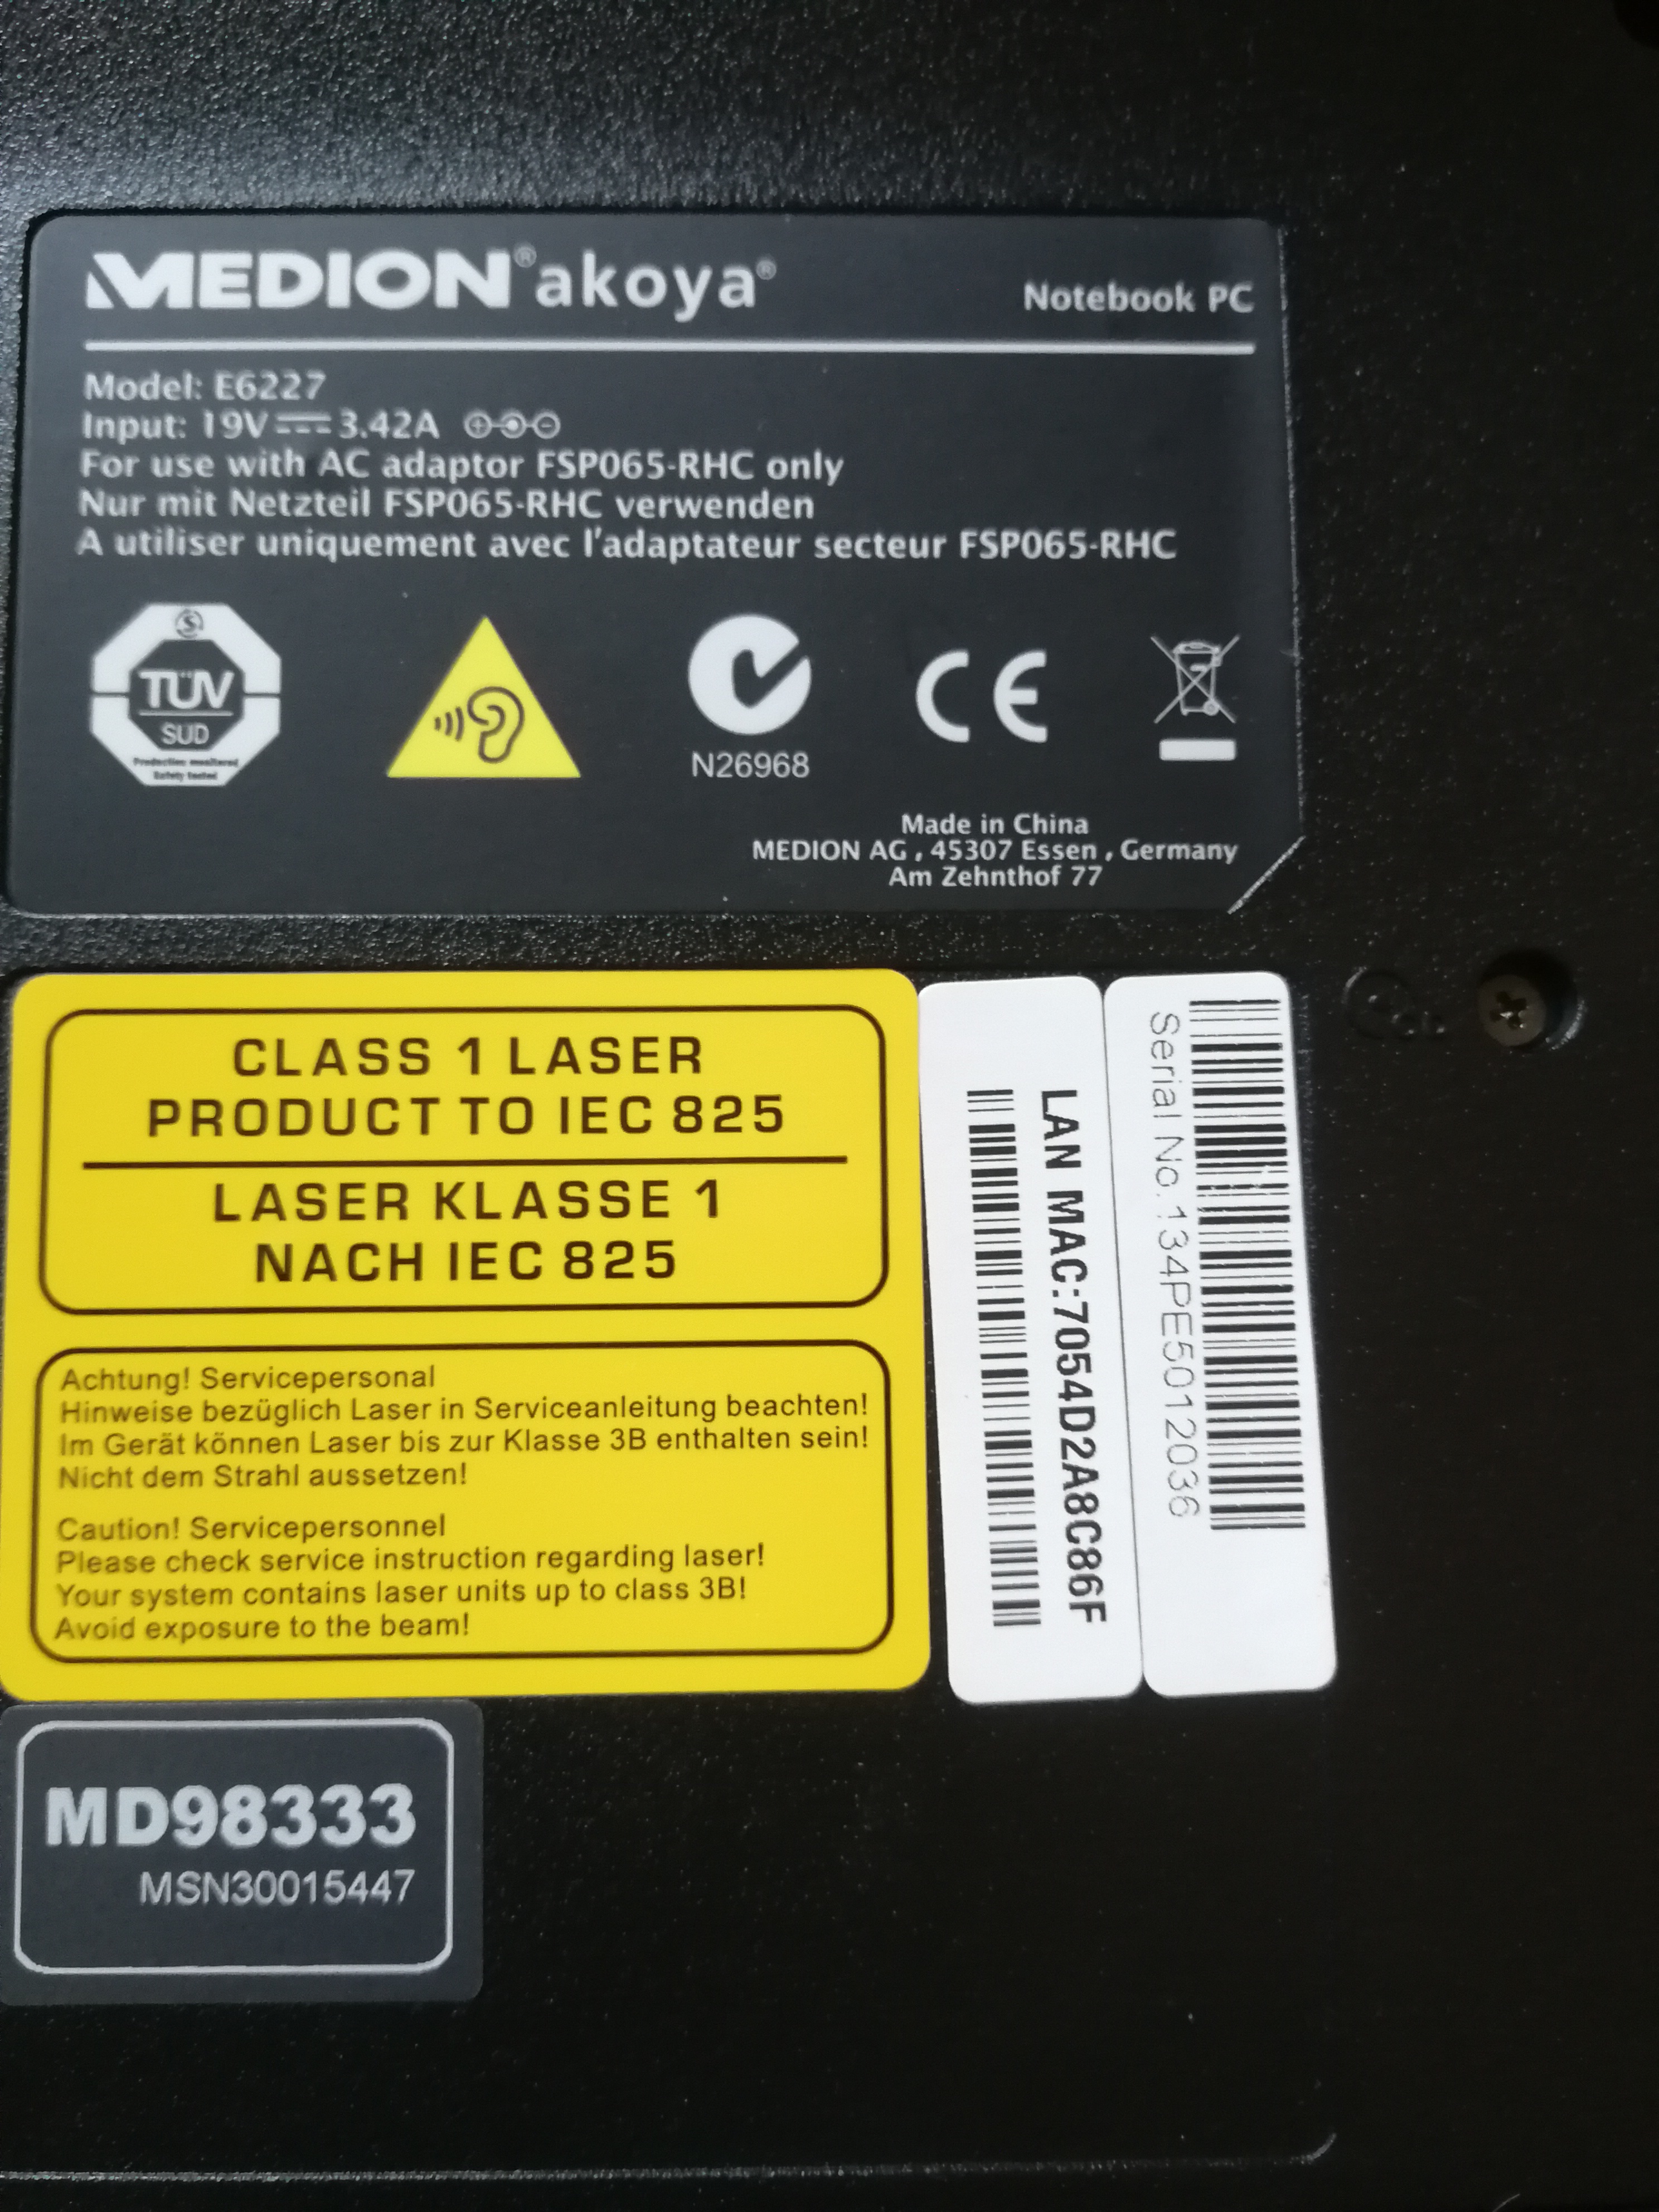 MEDION® akoya®
Notebook PC
Model: E6227
Input: 19V 3.42A
For use with AC adaptor FSP065-RHC only
Nur mit Netzteil FSP065-RHC verwenden
A utiliser uniquement avec l'adaptateur secteur FSP065-RHC
TÜV
SUD
Production monitored
Safety tested
N26968
CE
Made in China
MEDION AG , 45307 Essen , Germany
Am Zehnthof 77
CLASS 1 LASER
PRODUCT TO IEC 825
LASER KLASSE 1
NACH IEC 825
Achtung! Servicepersonal
Hinweise bezüglich Laser in Serviceanleitung beachten!
Im Gerät können Laser bis zur Klasse 3B enthalten sein!
Nicht dem Strahl aussetzen!
Caution! Servicepersonnel
Please check service instruction regarding laser!
Your system contains laser units up to class 3B!
Avoid exposure to the beam!
LAN MAC:7054D2A8C86F
Serial No.134PE5012036
MD98333
MSN30015447